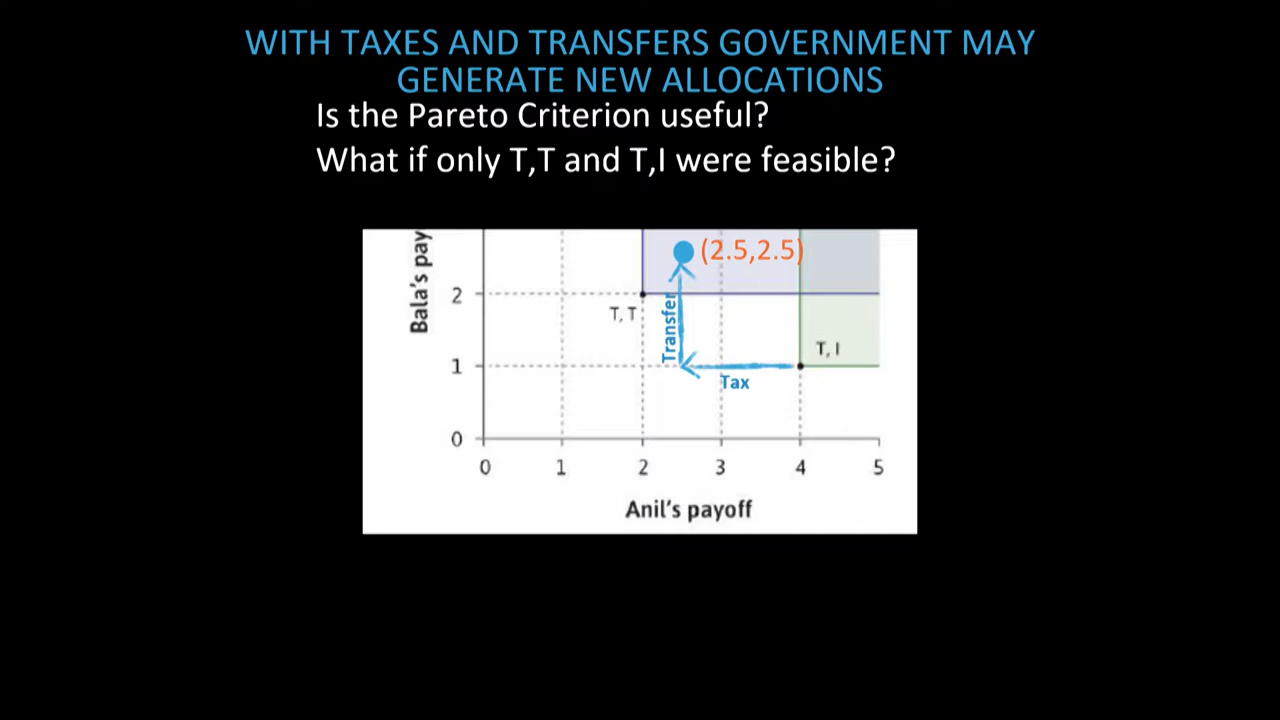 WITH TAXES AND TRANSFERS GOVERNMENT MAY
GENERATE NEW ALLOCATIONS
Is the Pareto Criterion useful?
What if only T,T and T,I were feasible?
Bala's pay
(2.5,2.5)
2
T, T
Transfer
T, I
1
Tax
0
0 1 2 3 4 5
Anil's payoff